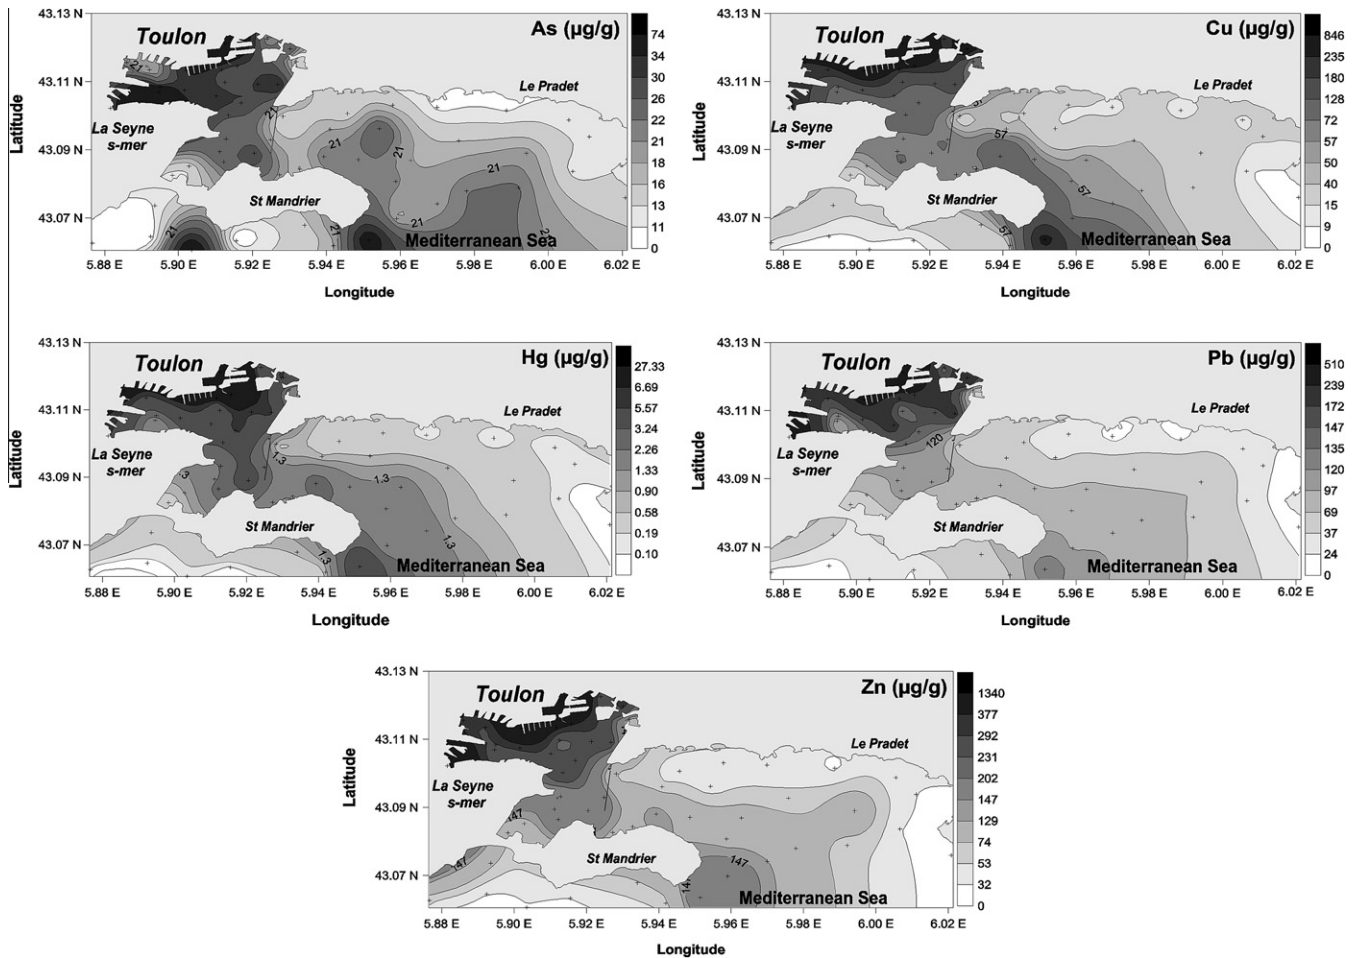 43.13 N
43.11 N
43.09 N
43.07 N
Latitude
Toulon
As (µg/g)
Le Pradet
La Seyne
s-mer
St Mandrier
Mediterranean Sea
21
21
21
21
21
21
21
21
74
34
30
26
22
21
18
16
13
11
0
5.88 E 5.90 E 5.92 E 5.94 E 5.96 E 5.98 E 6.00 E 6.02 E
Longitude
43.13 N
43.11 N
43.09 N
43.07 N
Latitude
Toulon
Cu (µg/g)
Le Pradet
La Seyne
s-mer
St Mandrier
Mediterranean Sea
57
57
57
846
235
180
128
72
57
50
40
15
9
0
5.88 E 5.90 E 5.92 E 5.94 E 5.96 E 5.98 E 6.00 E 6.02 E
Longitude
43.13 N
43.11 N
43.09 N
43.07 N
Latitude
Toulon
Hg (µg/g)
Le Pradet
La Seyne
s-mer
St Mandrier
Mediterranean Sea
1.3
1.3
1.3
1.3
27.33
6.69
5.57
3.24
2.26
1.33
0.90
0.58
0.19
0.10
5.88 E 5.90 E 5.92 E 5.94 E 5.96 E 5.98 E 6.00 E 6.02 E
Longitude
43.13 N
43.11 N
43.09 N
43.07 N
Latitude
Toulon
Pb (µg/g)
Le Pradet
La Seyne
s-mer
St Mandrier
Mediterranean Sea
120
510
239
172
147
135
120
97
69
37
24
0
5.88 E 5.90 E 5.92 E 5.94 E 5.96 E 5.98 E 6.00 E 6.02 E
Longitude
43.13 N
43.11 N
43.09 N
43.07 N
Latitude
Toulon
Zn (µg/g)
Le Pradet
La Seyne
s-mer
St Mandrier
Mediterranean Sea
147
147
147
1340
377
292
231
202
147
129
74
53
32
0
5.88 E 5.90 E 5.92 E 5.94 E 5.96 E 5.98 E 6.00 E 6.02 E
Longitude